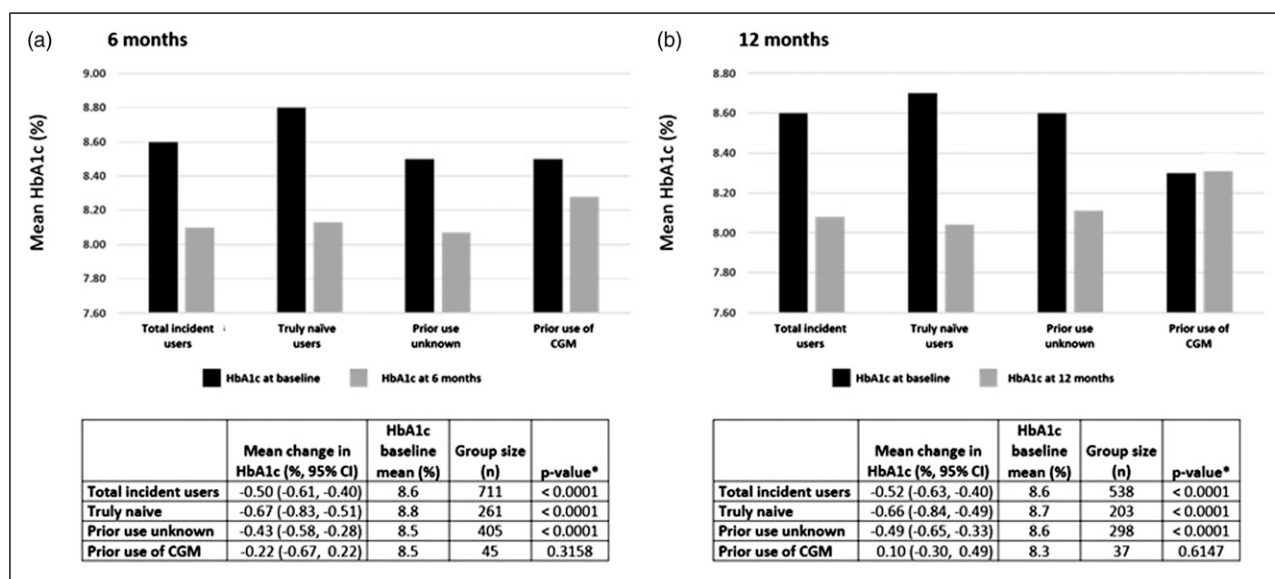 (a) 6 months
9.00
8.80
8.60
8.40
8.20
8.00
7.80
7.60
Mean HbA1c (%)
Total incident users
Truly naïve users
Prior use unknown
Prior use of CGM
HbA1c at baseline HbA1c at 6 months
Mean change in HbA1c (%, 95% CI) HbA1c baseline mean (%) Group size (n) p-value*
Total incident users -0.50 (-0.61, -0.40) 8.6 711 < 0.0001
Truly naive -0.67 (-0.83, -0.51) 8.8 261 < 0.0001
Prior use unknown -0.43 (-0.58, -0.28) 8.5 405 < 0.0001
Prior use of CGM -0.22 (-0.67, 0.22) 8.5 45 0.3158
(b) 12 months
8.80
8.60
8.40
8.20
8.00
7.80
7.60
Mean HbA1c (%)
Total incident users
Truly naïve users
Prior use unknown
Prior use of CGM
HbA1c at baseline HbA1c at 12 months
Mean change in HbA1c (%, 95% CI) HbA1c baseline mean (%) Group size (n) p-value*
Total incident users -0.52 (-0.63, -0.40) 8.6 538 < 0.0001
Truly naive -0.66 (-0.84, -0.49) 8.7 203 < 0.0001
Prior use unknown -0.49 (-0.65, -0.33) 8.6 298 < 0.0001
Prior use of CGM 0.10 (-0.30, 0.49) 8.3 37 0.6147